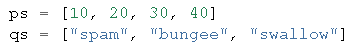 ps = [10, 20, 30, 40]
qs = ["spam", "bungee", "swallow"]